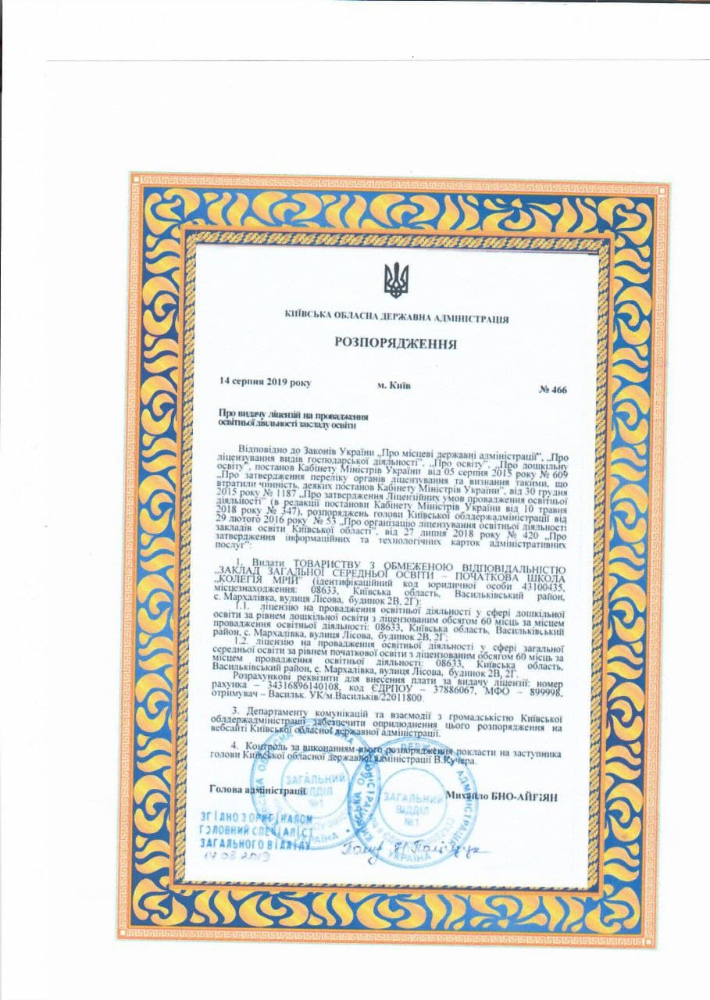 КИЇВСЬКА ОБЛАСНА ДЕРЖАВНА АДМІНІСТРАЦІЯ
РОЗПОРЯДЖЕННЯ
14 серпня 2019 року м. Київ № 466
Про видачу ліцензій на провадження
освітньої діяльності закладу освіти
Відповідно до Законів України „Про місцеві державні адміністрації”, „Про
ліцензування видів господарської діяльності”, „Про освіту”, „Про дошкільну
освіту”, постанов Кабінету Міністрів України від 05 серпня 2015 року № 609
„Про затвердження переліку органів ліцензування та визнання такими, що
втратили чинність, деяких постанов Кабінету Міністрів України”, від 30 грудня
2015 року № 1187 „Про затвердження Ліцензійних умов провадження освітньої
діяльності” (в редакції постанови Кабінету Міністрів України від 10 травня
2018 року № 347), розпоряджень голови Київської облдержадміністрації від
29 лютого 2016 року № 53 „Про організацію ліцензування освітньої діяльності
закладів освіти Київської області”, від 27 липня 2018 року № 420 „Про
затвердження інформаційних та технологічних карток адміністративних
послуг”:
1. Видати ТОВАРИСТВУ З ОБМЕЖЕНОЮ ВІДПОВІДАЛЬНІСТЮ
„ЗАКЛАД ЗАГАЛЬНОЇ СЕРЕДНЬОЇ ОСВІТИ – ПОЧАТКОВА ШКОЛА
„КОЛЕГІЯ МРІЙ” (ідентифікаційний код юридичної особи 43100435,
місцезнаходження: 08633, Київська область, Васильківський район,
с. Мархалівка, вулиця Лісова, будинок 2В, 2Г):
1.1. ліцензію на провадження освітньої діяльності у сфері дошкільної
освіти за рівнем дошкільної освіти з ліцензованим обсягом 60 місць за місцем
провадження освітньої діяльності: 08633, Київська область, Васильківський
район, с. Мархалівка, вулиця Лісова, будинок 2В, 2Г;
1.2. ліцензію на провадження освітньої діяльності у сфері загальної
середньої освіти за рівнем початкової освіти з ліцензованим обсягом 60 місць за
місцем провадження освітньої діяльності: 08633, Київська область,
Васильківський район, с. Мархалівка, вулиця Лісова, будинок 2В, 2Г.
Розрахункові реквізити для внесення плати за видачу ліцензії: номер
рахунка – 34316896140108, код ЄДРПОУ – 37886067, МФО – 899998,
отримувач – Васильк. УК/м.Васильків/22011800.
3. Департаменту комунікацій та взаємодії з громадськістю Київської
облдержадміністрації забезпечити оприлюднення цього розпорядження на
вебсайті Київської обласної державної адміністрації.
4. Контроль за виконанням цього розпорядження покласти на заступника
голови Київської обласної державної адміністрації В.Кучера.
Голова адміністрації Михайло БНО-АЙРІЯН
ЗАГАЛЬНИЙ
ВІДДІЛ
№1
УКРАЇНА
ЗАГАЛЬНИЙ
ВІДДІЛ
№1
УКРАЇНА
ЗГІДНО З ОРИГІНАЛОМ
ГОЛОВНИЙ СПЕЦІАЛІСТ
ЗАГАЛЬНОГО ВІДДІЛУ
14 08 2019